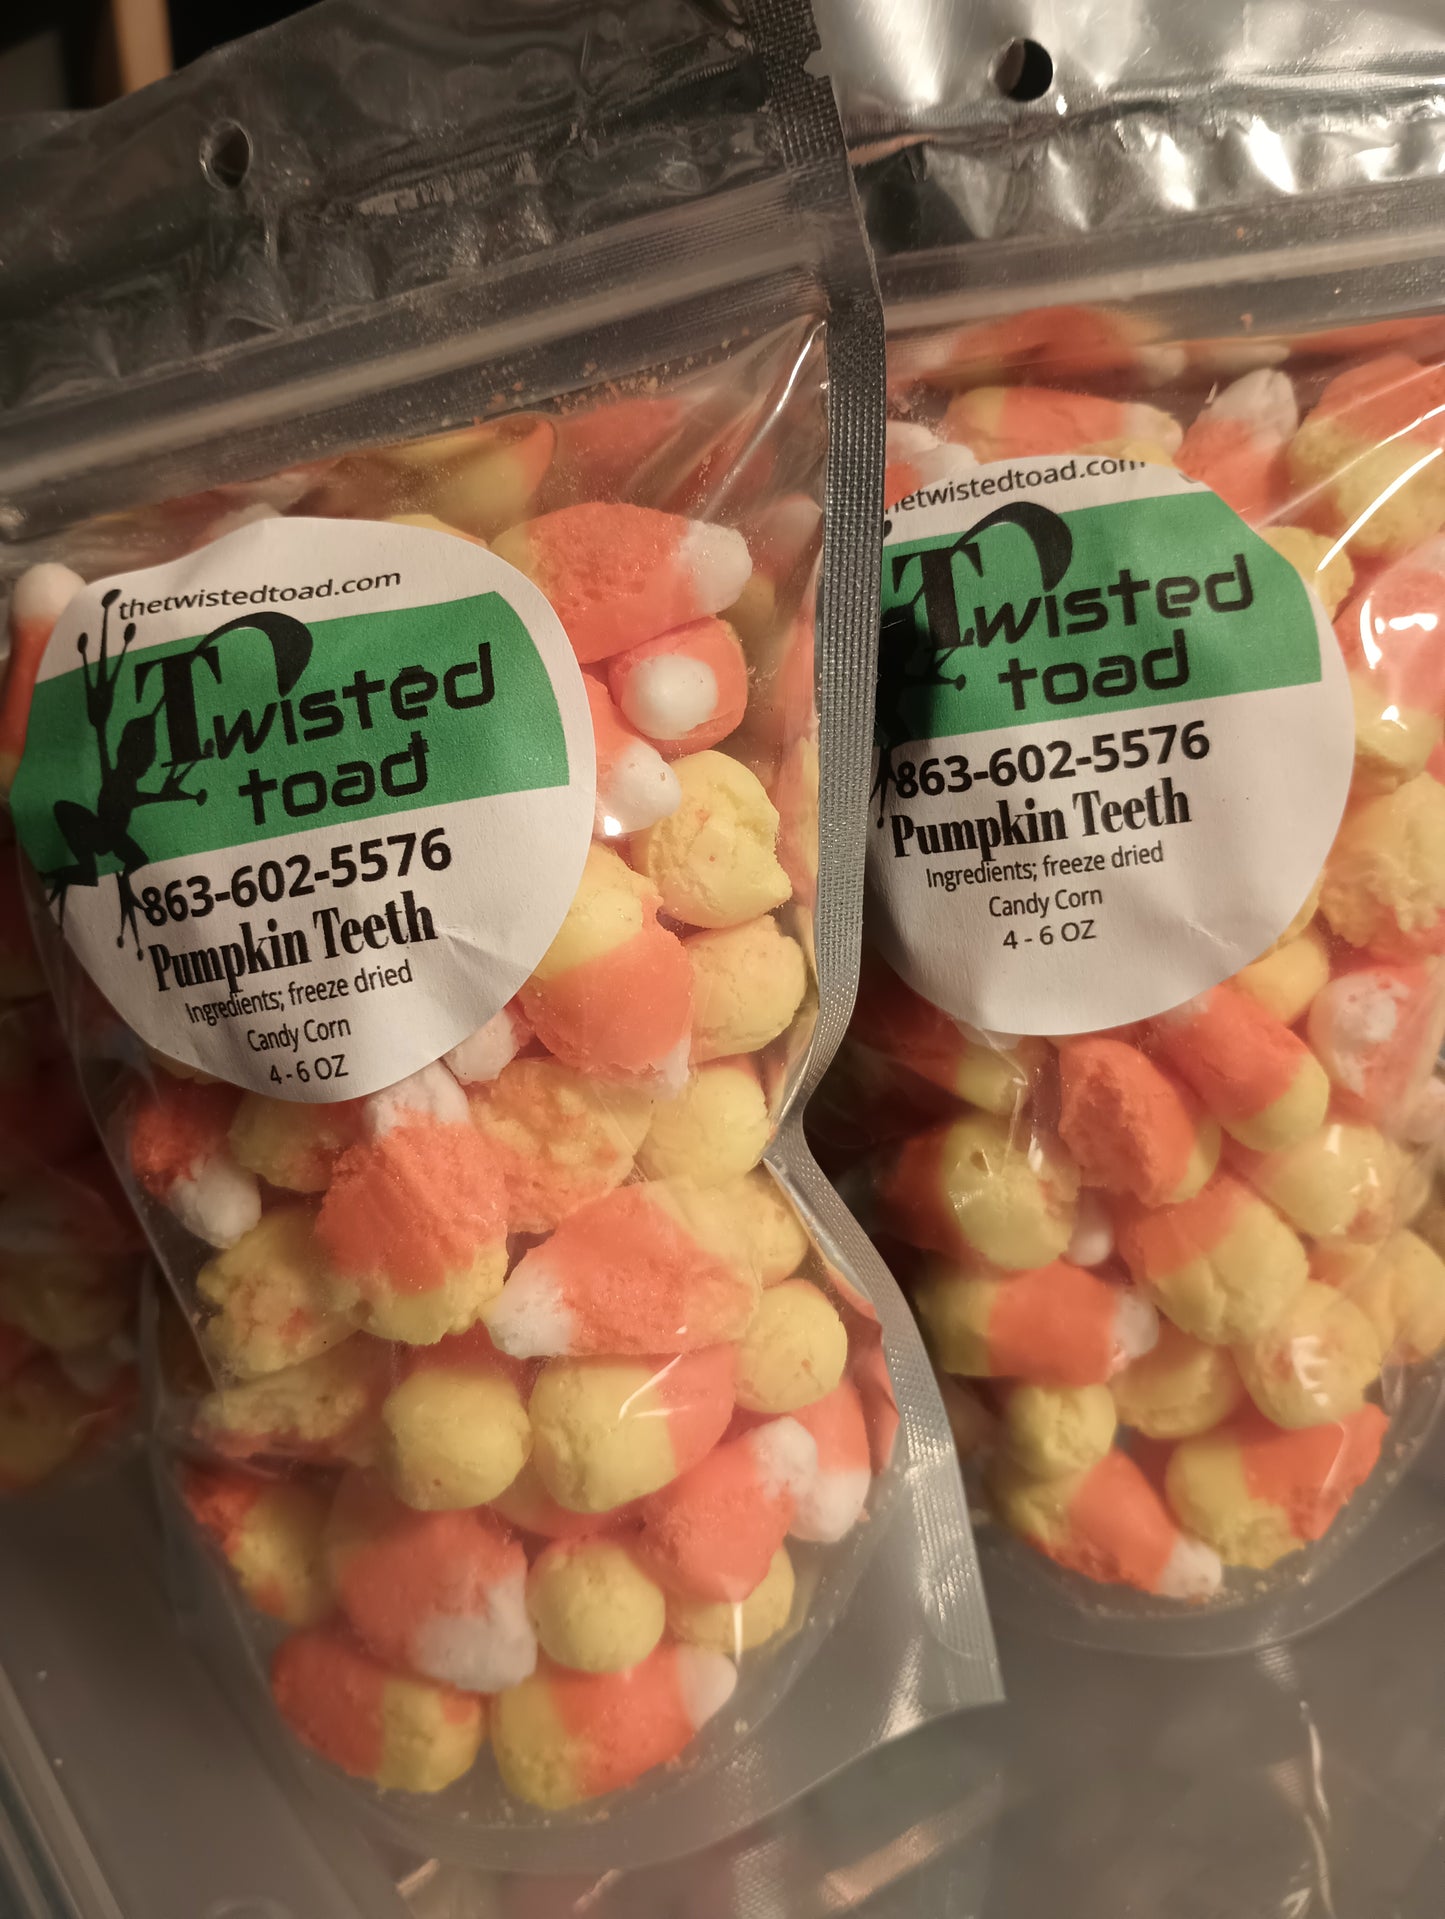 thetwistedtoad.com
Twisted
toad
863-602-5576
Pumpkin Teeth
Ingredients; freeze dried
Candy Corn
4 - 6 OZ
hetwistedtoad.com
Twisted
toad
863-602-5576
Pumpkin Teeth
Ingredients; freeze dried
Candy Corn
4 - 6 OZ